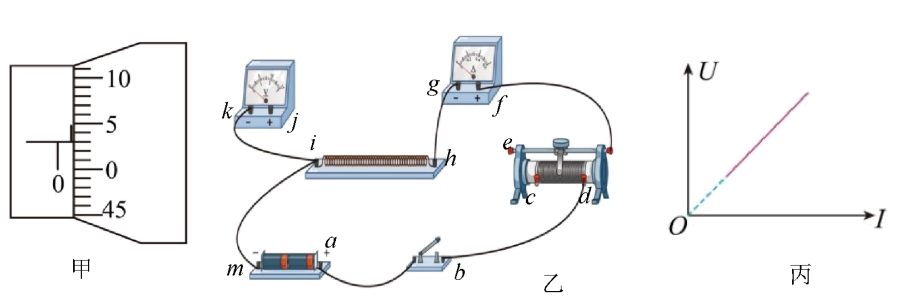 10
5
0
45
0
甲
k
j
V
- +
g
f
A
- +
i
h
e
c
d
m
a
- +
b
乙
U
O
I
丙